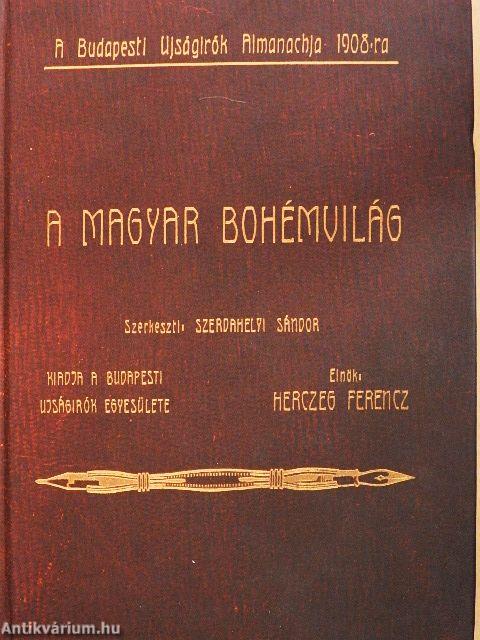 A Budapesti Ujságirók Almanachja 1908-ra
A MAGYAR BOHÉMVILÁG
Szerkeszti: SZERDAHELYI SÁNDOR
KIADJA A BUDAPESTI
UJSÁGIRÓK EGYESÜLETE
Elnök:
HERCZEG FERENCZ
Antikvárium.hu